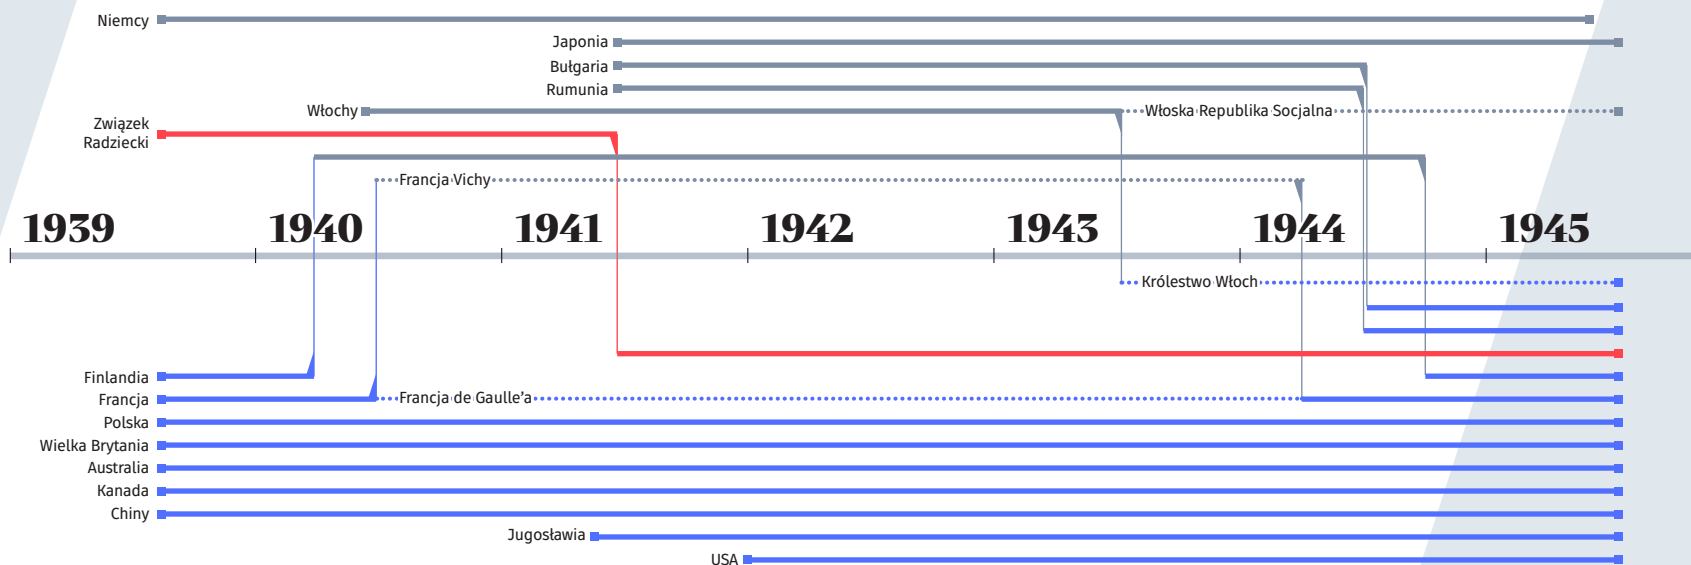 Niemcy
Japonia
Bułgaria
Rumunia
Włochy
Włoska Republika Socjalna
Związek
Radziecki
Francja Vichy
1939 1940 1941 1942 1943 1944 1945
Królestwo Włoch
Finlandia
Francja
Francja de Gaulle'a
Polska
Wielka Brytania
Australia
Kanada
Chiny
Jugosławia
USA